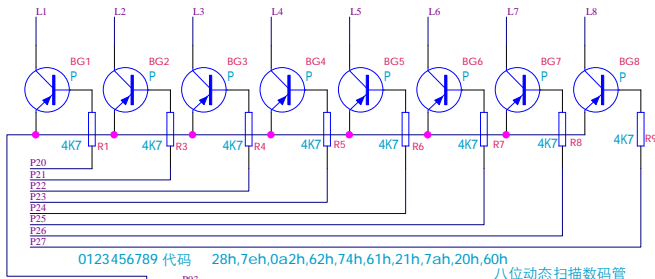 L1 L2 L3 L4 L5 L6 L7 L8
BG1 BG2 BG3 BG4 BG5 BG6 BG7 BG8
P P P P P P P P
4K7 R1 4K7 R3 4K7 R4 4K7 R5 4K7 R6 4K7 R7 4K7 R8 4K7 R9
P20
P21
P22
P23
P24
P25
P26
P27
0123456789 代码 28h,7eh,0a2h,62h,74h,61h,21h,7ah,20h,60h
八位动态扫描数码管